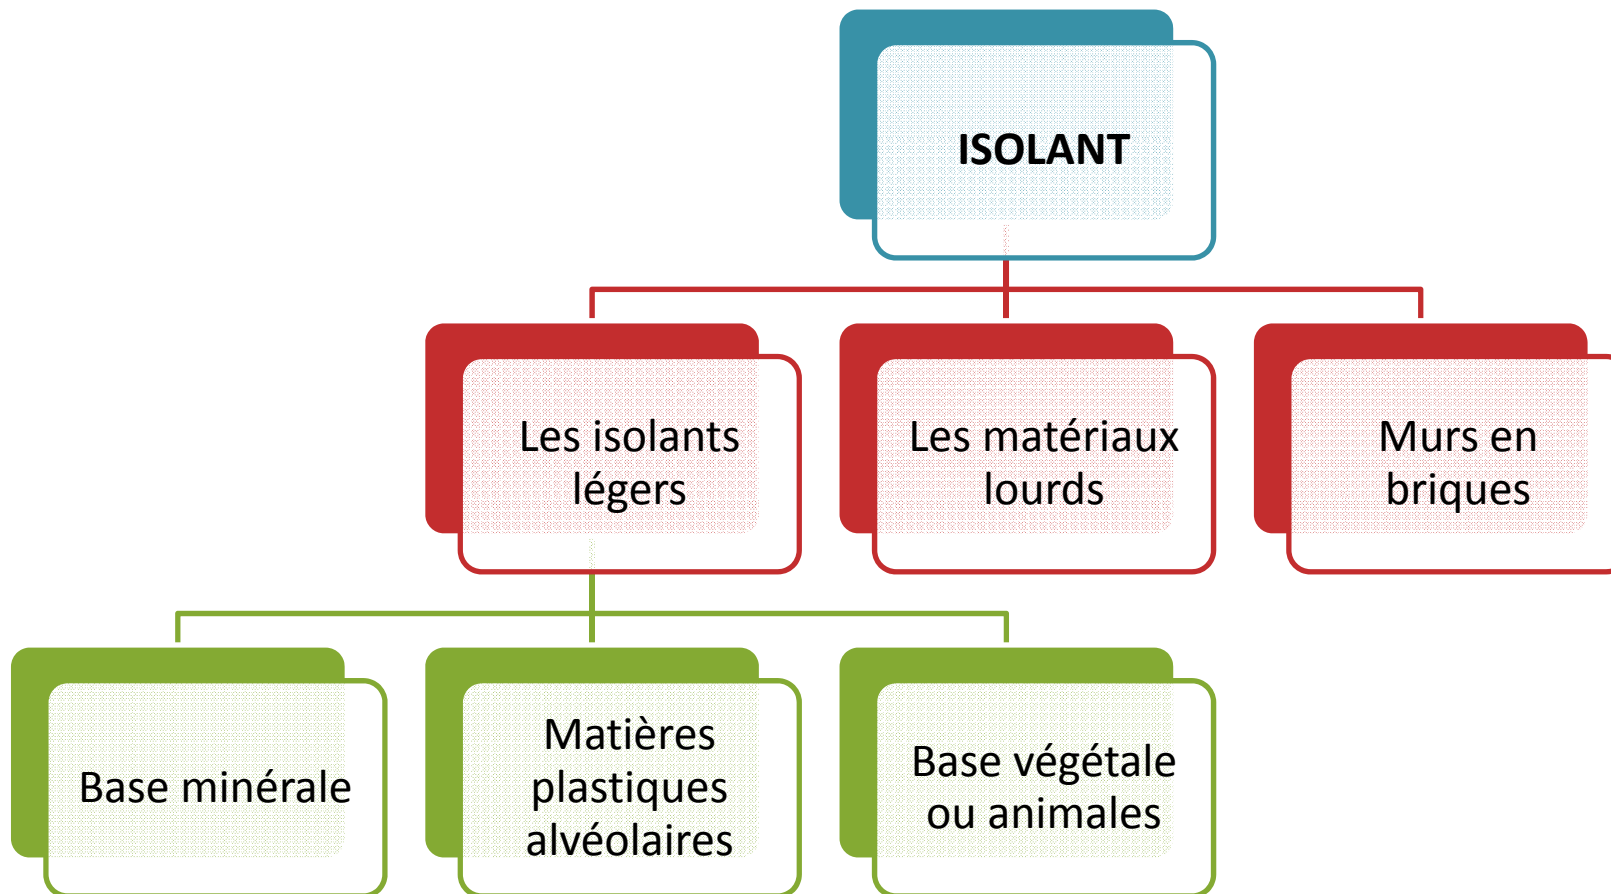 ISOLANT
Les isolants
légers
Les matériaux
lourds
Murs en
briques
Base minérale
Matières
plastiques
alvéolaires
Base végétale
ou animales